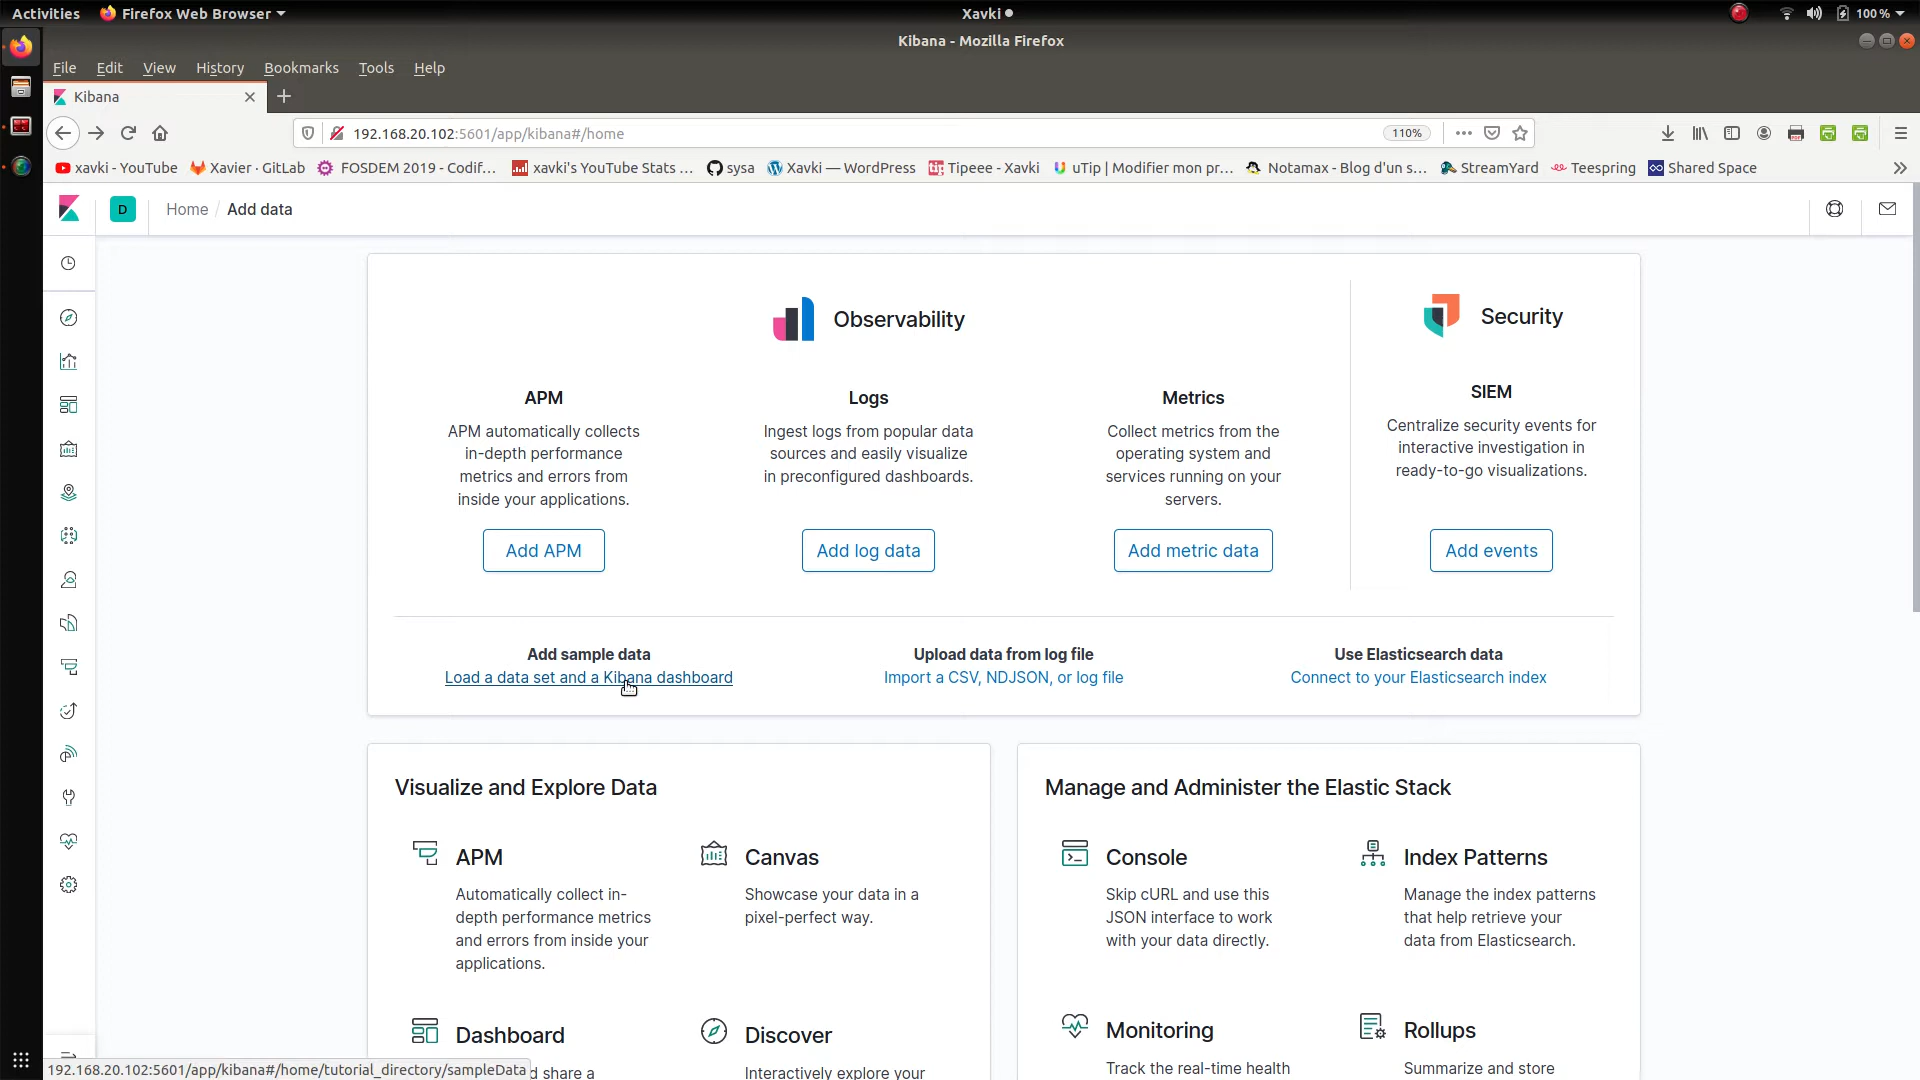 Activities
Firefox Web Browser
Xavki
100 %
Kibana - Mozilla Firefox
File Edit View History Bookmarks Tools Help
Kibana
192.168.20.102:5601/app/kibana#/home
110%
xavki - YouTube
Xavier · GitLab
FOSDEM 2019 - Codif…
xavki's YouTube Stats …
sysa
Xavki — WordPress
Tipeee - Xavki
uTip | Modifier mon pr…
Notamax - Blog d'un s…
StreamYard
Teespring
Shared Space
D
Home / Add data
Observability
Security
APM
APM automatically collects
in-depth performance
metrics and errors from
inside your applications.
Add APM
Logs
Ingest logs from popular data
sources and easily visualize
in preconfigured dashboards.
Add log data
Metrics
Collect metrics from the
operating system and
services running on your
servers.
Add metric data
SIEM
Centralize security events for
interactive investigation in
ready-to-go visualizations.
Add events
Add sample data
Load a data set and a Kibana dashboard
Upload data from log file
Import a CSV, NDJSON, or log file
Use Elasticsearch data
Connect to your Elasticsearch index
Visualize and Explore Data
APM
Automatically collect in-
depth performance metrics
and errors from inside your
applications.
Canvas
Showcase your data in a
pixel-perfect way.
Dashboard
d share a
Discover
Interactively explore your
Manage and Administer the Elastic Stack
Console
Skip cURL and use this
JSON interface to work
with your data directly.
Index Patterns
Manage the index patterns
that help retrieve your
data from Elasticsearch.
Monitoring
Track the real-time health
Rollups
Summarize and store
192.168.20.102:5601/app/kibana#/home/tutorial_directory/sampleData